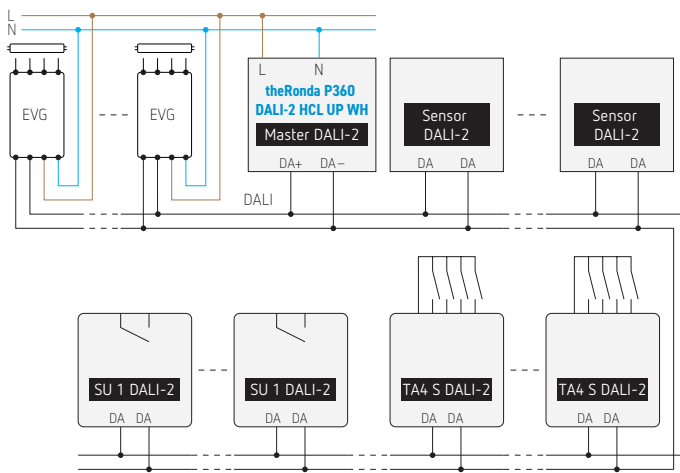 L
N
EVG
EVG
L N
theRonda P360
DALI-2 HCL UP WH
Master DALI-2
DA+ DA–
Sensor
DALI-2
DA DA
Sensor
DALI-2
DA DA
DALI
SU 1 DALI-2
DA DA
SU 1 DALI-2
DA DA
TA4 S DALI-2
DA DA
TA4 S DALI-2
DA DA